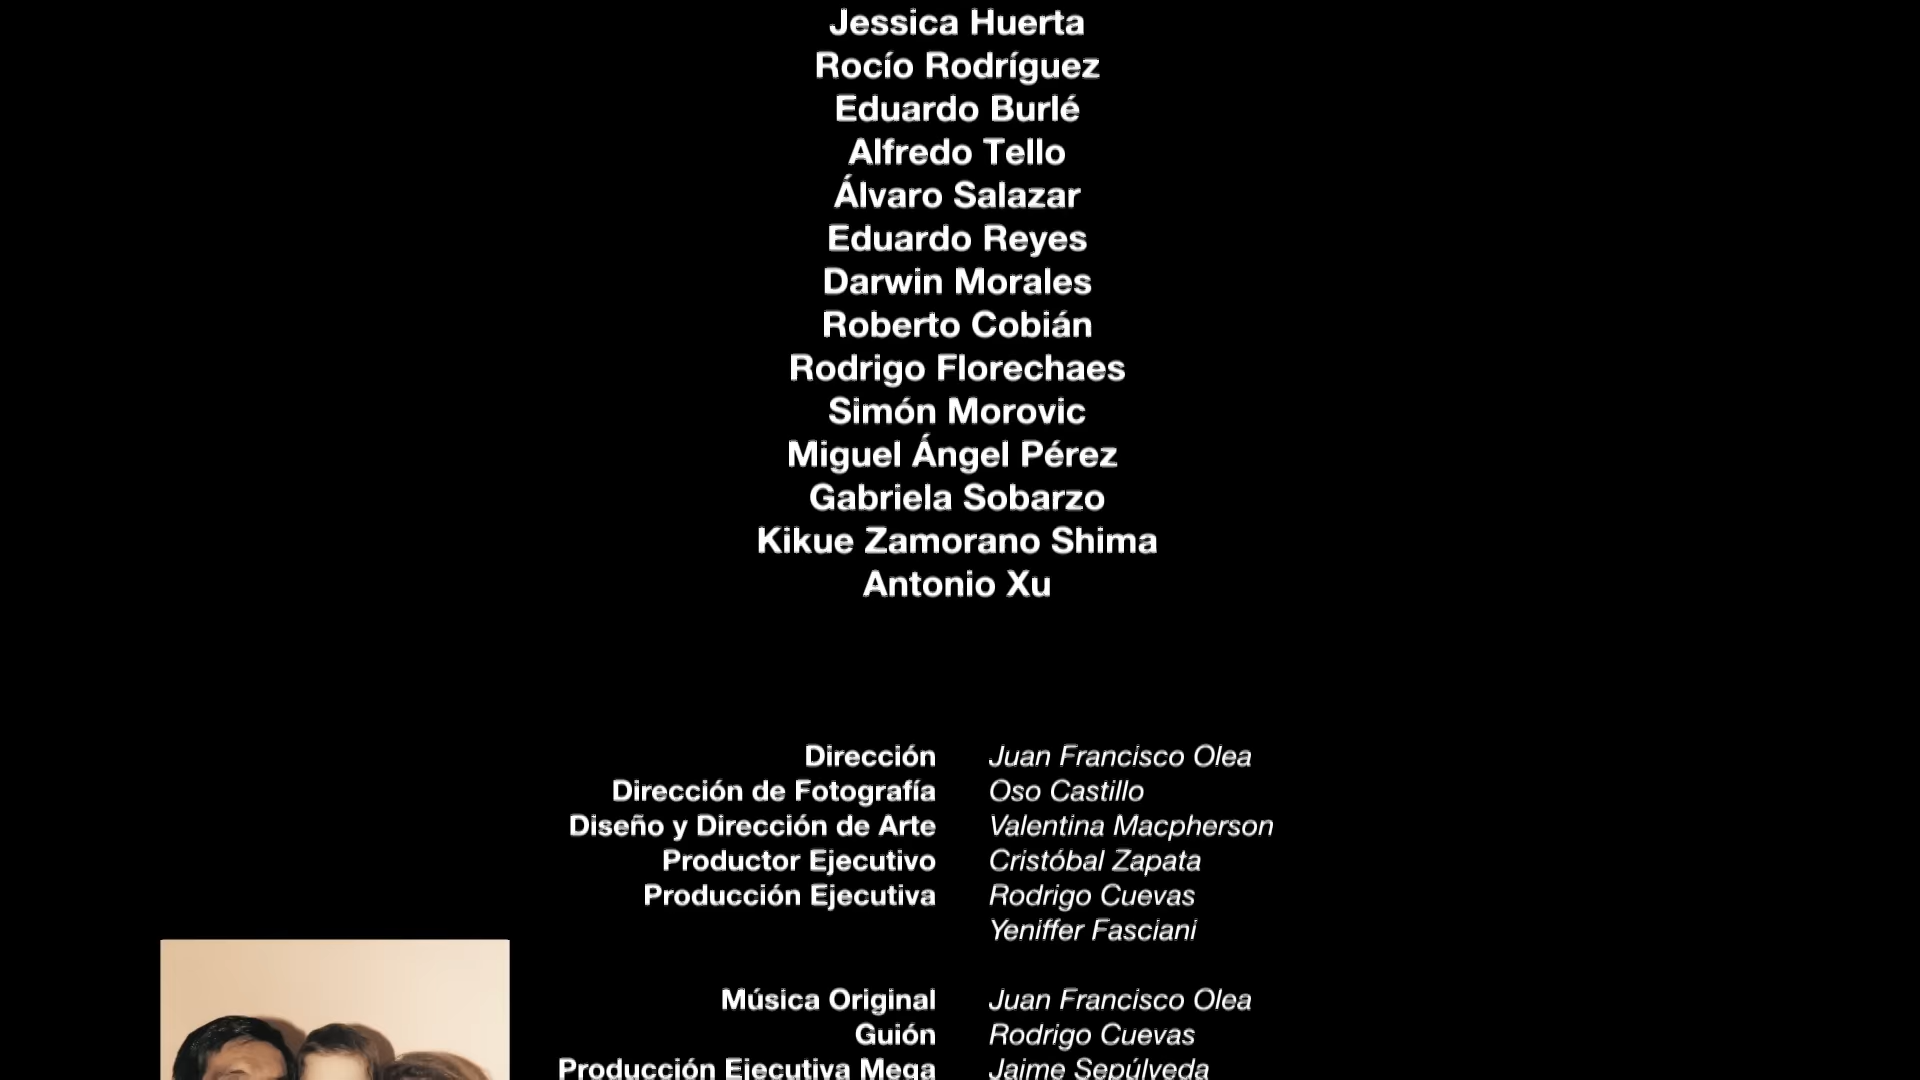 Jessica Huerta
Rocío Rodríguez
Eduardo Burlé
Alfredo Tello
Álvaro Salazar
Eduardo Reyes
Darwin Morales
Roberto Cobián
Rodrigo Florechaes
Simón Morovic
Miguel Ángel Pérez
Gabriela Sobarzo
Kikue Zamorano Shima
Antonio Xu
Dirección Juan Francisco Olea
Dirección de Fotografía Oso Castillo
Diseño y Dirección de Arte Valentina Macpherson
Productor Ejecutivo Cristóbal Zapata
Producción Ejecutiva Rodrigo Cuevas
Yeniffer Fasciani
Música Original Juan Francisco Olea
Guión Rodrigo Cuevas
Producción Ejecutiva Mega Jaime Sepúlveda